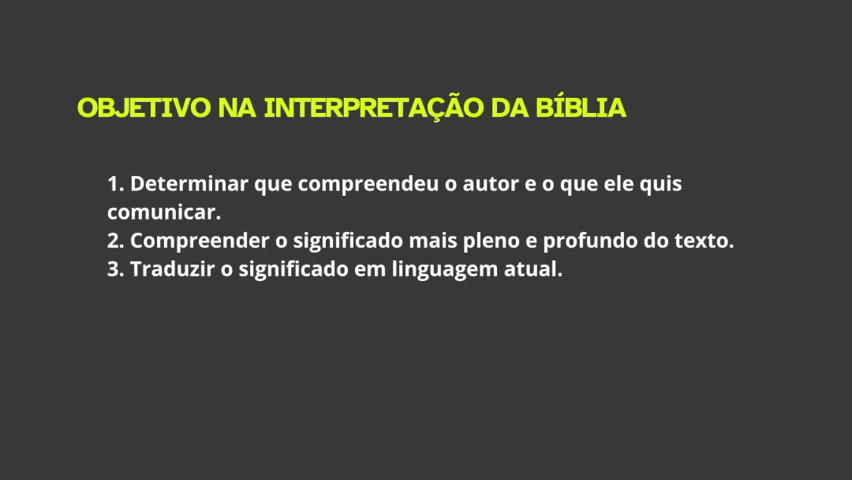 OBJETIVO NA INTERPRETAÇÃO DA BÍBLIA
1. Determinar que compreendeu o autor e o que ele quis
comunicar.
2. Compreender o significado mais pleno e profundo do texto.
3. Traduzir o significado em linguagem atual.